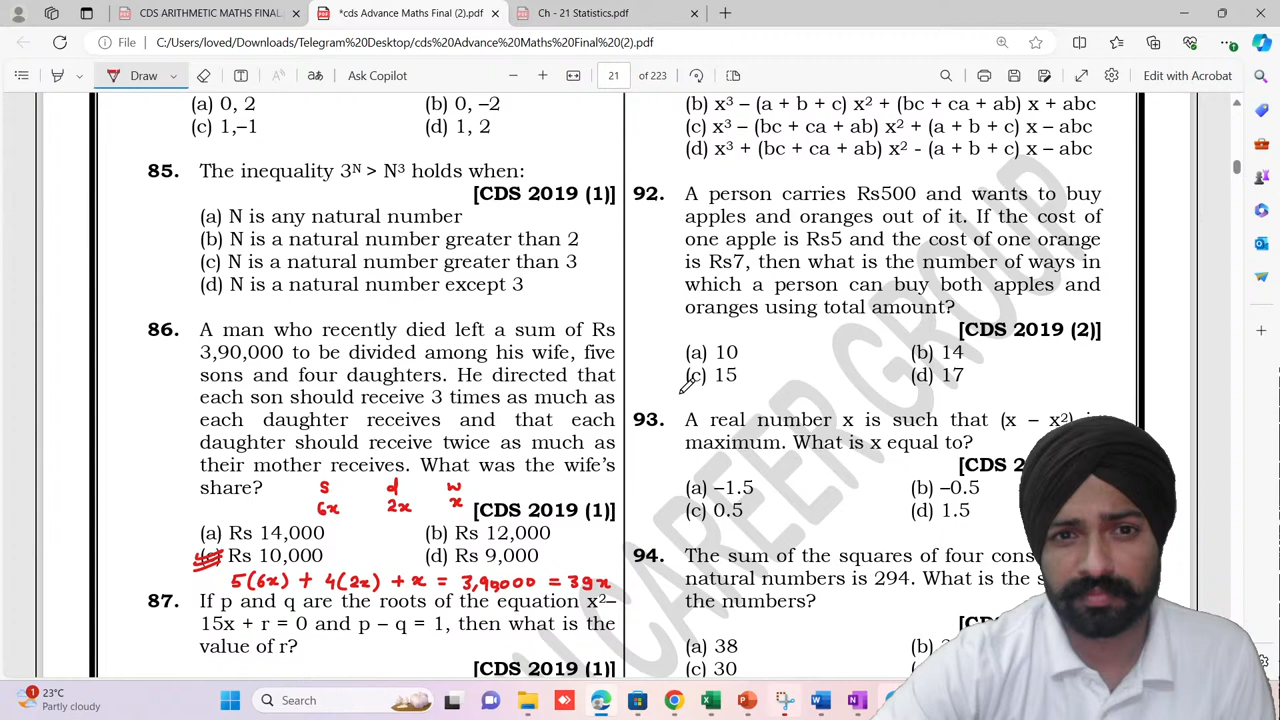 CDS ARITHMETIC MATHS FINAL
*cds Advance Maths Final (2).pdf
Ch - 21 Statistics.pdf
File
C:/Users/loved/Downloads/Telegram%20Desktop/cds%20Advance%20Maths%20Final%20(2).pdf
Draw
Ask Copilot
21 of 223
Edit with Acrobat
(a) 0, 2 (b) 0, –2
(c) 1,–1 (d) 1, 2
85. The inequality 3ᴺ > N³ holds when:
[CDS 2019 (1)]
(a) N is any natural number
(b) N is a natural number greater than 2
(c) N is a natural number greater than 3
(d) N is a natural number except 3
86. A man who recently died left a sum of Rs
3,90,000 to be divided among his wife, five
sons and four daughters. He directed that
each son should receive 3 times as much as
each daughter receives and that each
daughter should receive twice as much as
their mother receives. What was the wife's
share?
s d w
6x 2x x
[CDS 2019 (1)]
(a) Rs 14,000 (b) Rs 12,000
Rs 10,000 (d) Rs 9,000
5(6x) + 4(2x) + x = 3,90,000 = 39x
87. If p and q are the roots of the equation x²–
15x + r = 0 and p – q = 1, then what is the
value of r?
[CDS 2019 (1)]
(b) x³ – (a + b + c) x² + (bc + ca + ab) x + abc
(c) x³ – (bc + ca + ab) x² + (a + b + c) x – abc
(d) x³ + (bc + ca + ab) x² - (a + b + c) x – abc
92. A person carries Rs500 and wants to buy
apples and oranges out of it. If the cost of
one apple is Rs5 and the cost of one orange
is Rs7, then what is the number of ways in
which a person can buy both apples and
oranges using total amount?
[CDS 2019 (2)]
(a) 10 (b) 14
(c) 15 (d) 17
93. A real number x is such that (x – x²)
maximum. What is x equal to?
[CDS 2
(a) –1.5 (b) –0.5
(c) 0.5 (d) 1.5
94. The sum of the squares of four cons
natural numbers is 294. What is the s
the numbers?
[CDS
(a) 38 (b)
(c) 30
CAREER GROUP
23°C
Partly cloudy
Search